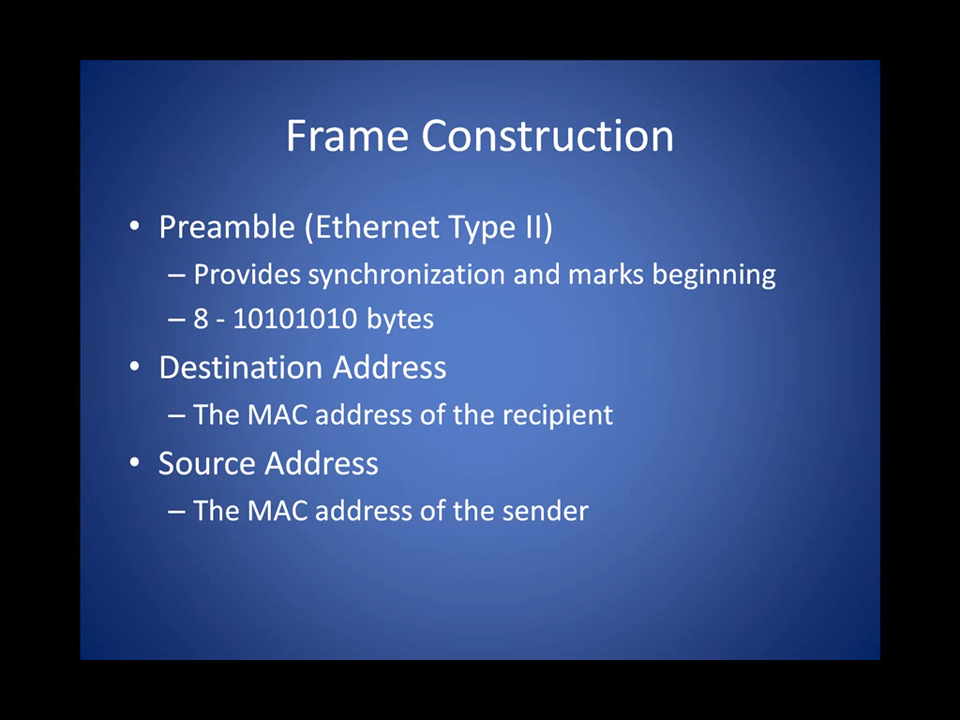 Frame Construction
• Preamble (Ethernet Type II)
– Provides synchronization and marks beginning
– 8 - 10101010 bytes
• Destination Address
– The MAC address of the recipient
• Source Address
– The MAC address of the sender